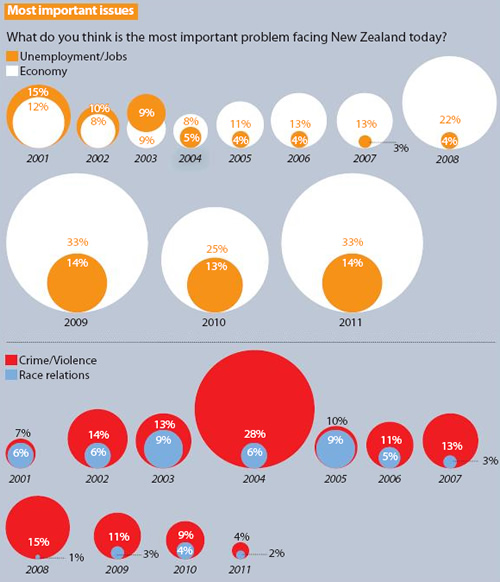 Most important issues
What do you think is the most important problem facing New Zealand today?
Unemployment/Jobs
Economy
15% 10% 9% 8% 11% 13% 13% 22%
12% 8% 9% 5% 4% 4% 3% 4%
2001 2002 2003 2004 2005 2006 2007 2008
33% 25% 33%
14% 13% 14%
2009 2010 2011
Crime/Violence
Race relations
7% 14% 13% 28% 10% 11% 13%
6% 6% 9% 6% 9% 5% 3%
2001 2002 2003 2004 2005 2006 2007
15% 11% 9% 4%
1% 3% 4% 2%
2008 2009 2010 2011